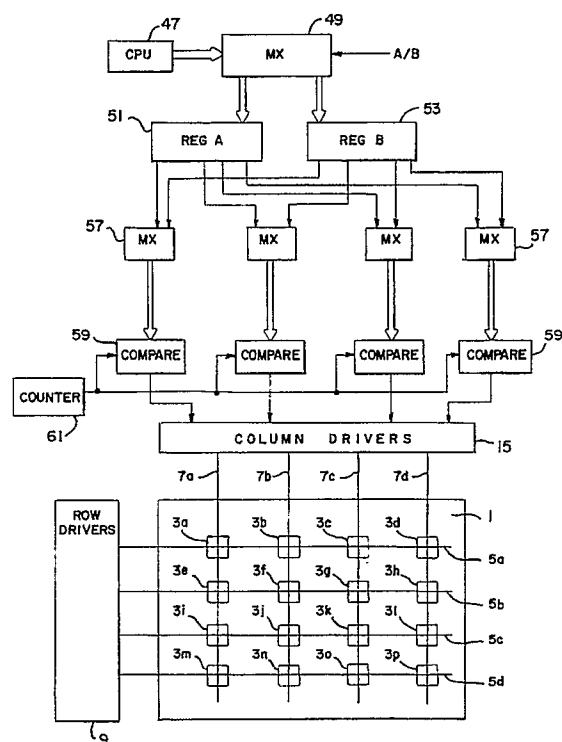 47
49
CPU
MX
A/B
51
53
REG A
REG B
57
MX
MX
MX
MX
57
59
COMPARE
COMPARE
COMPARE
COMPARE
59
COUNTER
61
COLUMN DRIVERS
15
7a
7b
7c
7d
ROW DRIVERS
1
3a
3b
3c
3d
5a
3e
3f
3g
3h
5b
3i
3j
3k
3l
5c
3m
3n
3o
3p
5d